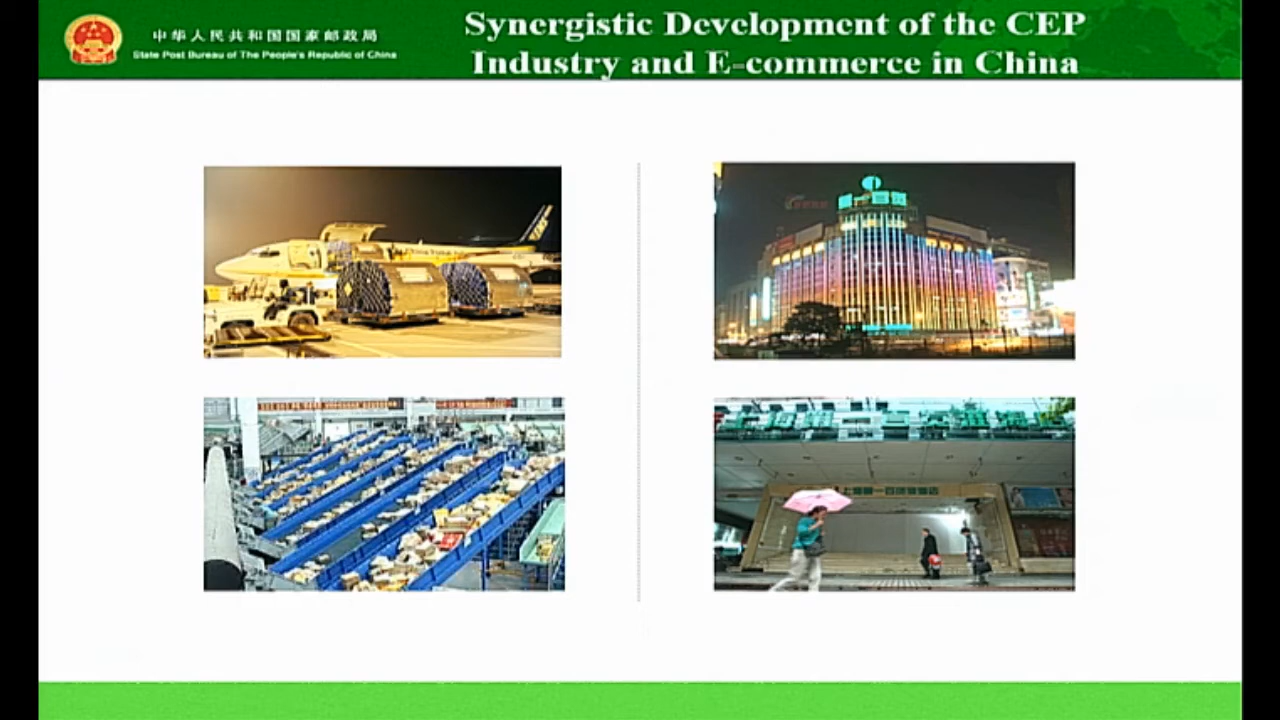 中华人民共和国国家邮政局
State Post Bureau of The People's Republic of China
Synergistic Development of the CEP
Industry and E-commerce in China